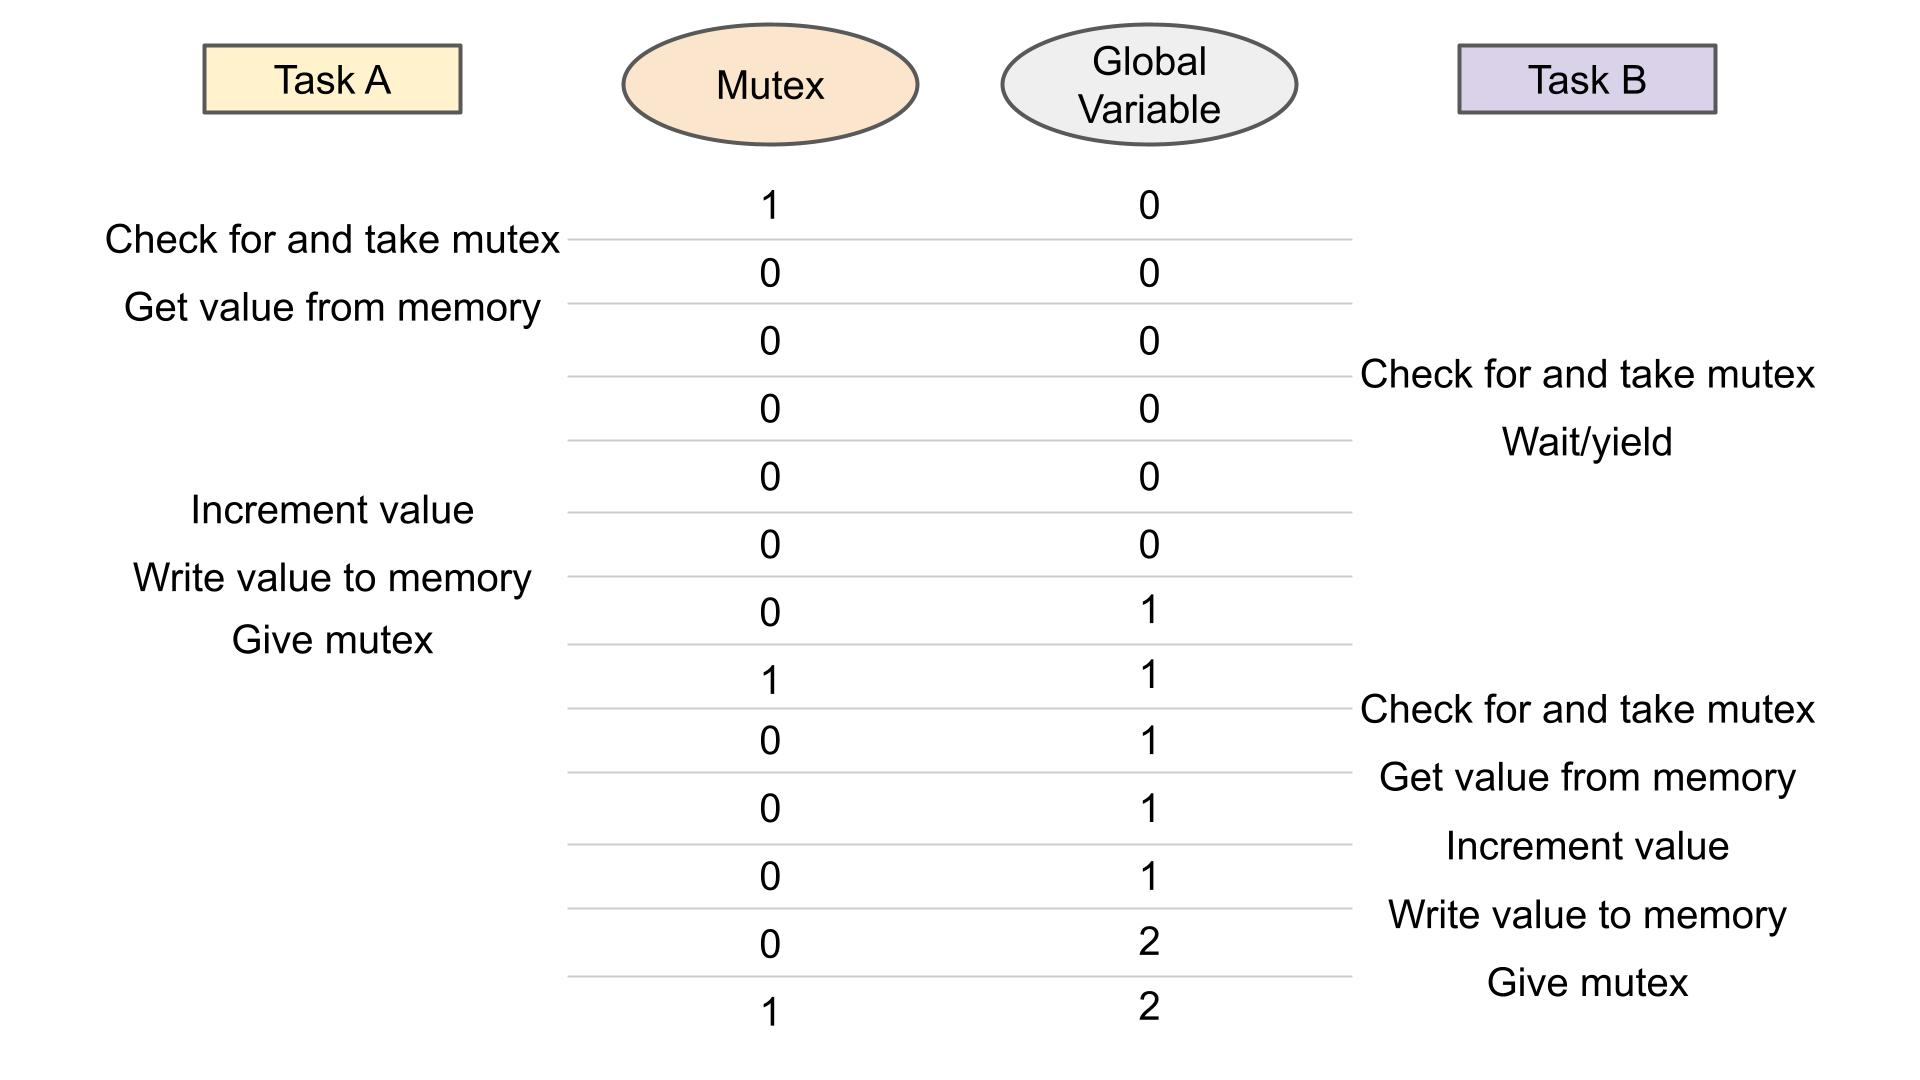 Task A
Mutex
Global
Variable
Task B
1 0
Check for and take mutex
0 0
Get value from memory
0 0
Check for and take mutex
0 0
Wait/yield
0 0
Increment value
0 0
Write value to memory
0 1
Give mutex
1 1
Check for and take mutex
0 1
Get value from memory
0 1
Increment value
0 1
Write value to memory
0 2
Give mutex
1 2